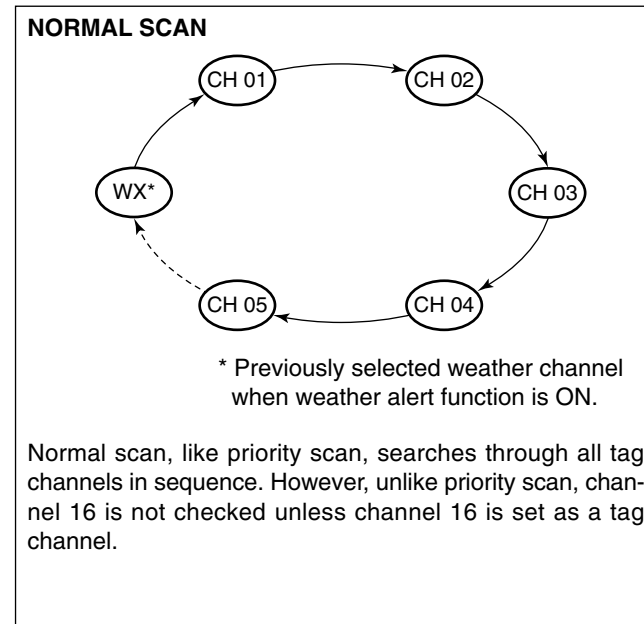 NORMAL SCAN
CH 01
CH 02
WX*
CH 03
CH 05
CH 04
* Previously selected weather channel
when weather alert function is ON.
Normal scan, like priority scan, searches through all tag
channels in sequence. However, unlike priority scan, chan-
nel 16 is not checked unless channel 16 is set as a tag
channel.